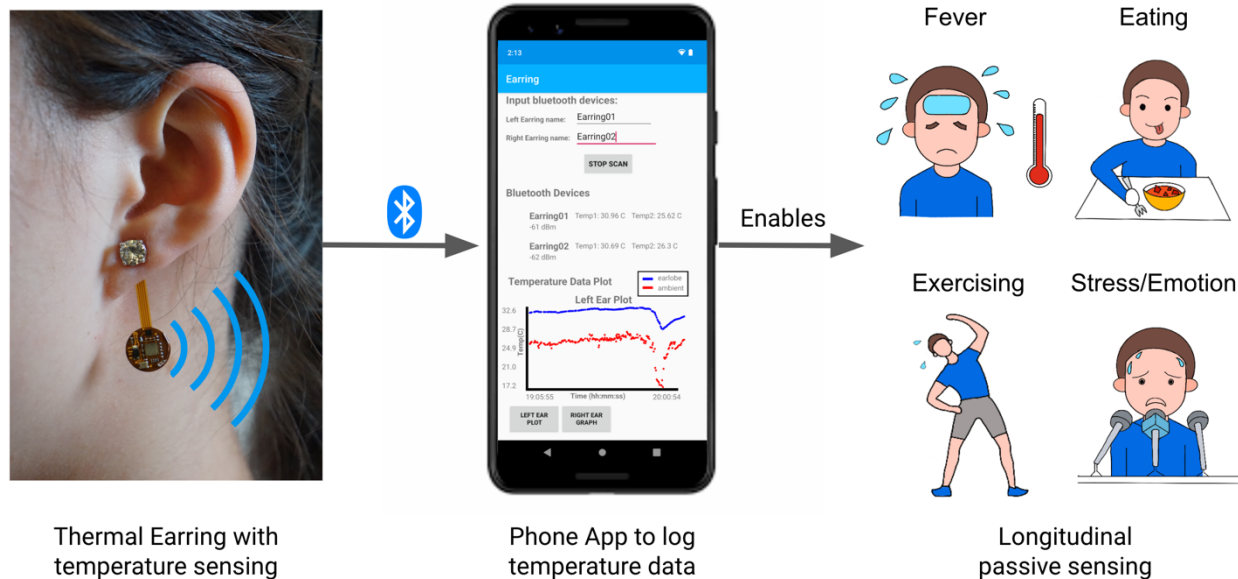 Fever
Eating
2:13
Earring
Input bluetooth devices:
Left Earring name: Earring01
Right Earring name: Earring02
STOP SCAN
Bluetooth Devices
Earring01 Temp1: 30.96 C Temp2: 25.62 C
-61 dBm
Earring02 Temp1: 30.69 C Temp2: 26.3 C
-62 dBm
Temperature Data Plot
earlobe
ambient
Left Ear Plot
Temp(C)
32.6
28.7
24.9
21.0
17.2
19:05:55 Time (hh:mm:ss) 20:00:54
LEFT EAR
PLOT
RIGHT EAR
GRAPH
Enables
Exercising
Stress/Emotion
Thermal Earring with
temperature sensing
Phone App to log
temperature data
Longitudinal
passive sensing